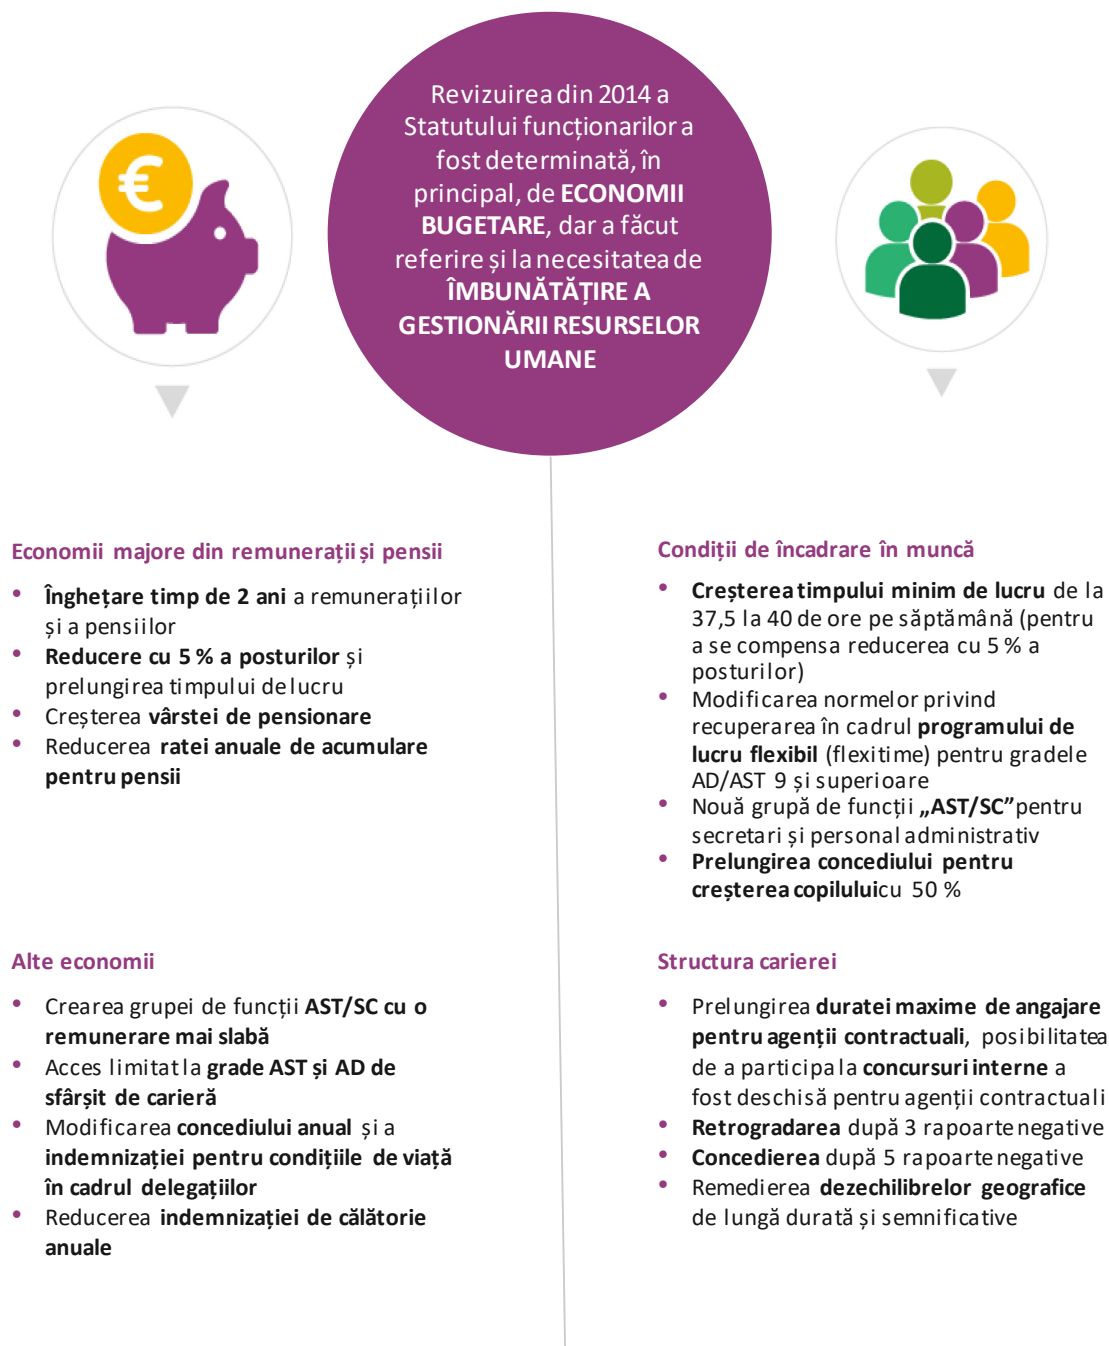 Revizuirea din 2014 a
Statutului funcționarilor a
fost determinată, în
principal, de ECONOMII
BUGETARE, dar a făcut
referire și la necesitatea de
ÎMBUNĂTĂȚIRE A
GESTIONĂRII RESURSELOR
UMANE
€
Economii majore din remunerații și pensii
• Înghețare timp de 2 ani a remunerațiilor
și a pensiilor
• Reducere cu 5 % a posturilor și
prelungirea timpului de lucru
• Creșterea vârstei de pensionare
• Reducerea ratei anuale de acumulare
pentru pensii
Alte economii
• Crearea grupei de funcții AST/SC cu o
remunerare mai slabă
• Acces limitat la grade AST și AD de
sfârșit de carieră
• Modificarea concediului anual și a
indemnizației pentru condițiile de viață
în cadrul delegațiilor
• Reducerea indemnizației de călătorie
anuale
Condiții de încadrare în muncă
• Creșterea timpului minim de lucru de la
37,5 la 40 de ore pe săptămână (pentru
a se compensa reducerea cu 5 % a
posturilor)
• Modificarea normelor privind
recuperarea în cadrul programului de
lucru flexibil (flexitime) pentru gradele
AD/AST 9 și superioare
• Nouă grupă de funcții „AST/SC” pentru
secretari și personal administrativ
• Prelungirea concediului pentru
creșterea copilului cu 50 %
Structura carierei
• Prelungirea duratei maxime de angajare
pentru agenții contractuali, posibilitatea
de a participa la concursuri interne a
fost deschisă pentru agenții contractuali
• Retrogradarea după 3 rapoarte negative
• Concedierea după 5 rapoarte negative
• Remedierea dezechilibrelor geografice
de lungă durată și semnificative